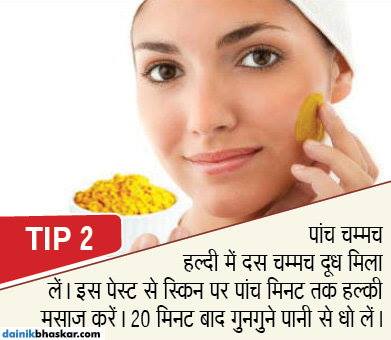 TIP 2
पांच चम्मच
हल्दी में दस चम्मच दूध मिला
लें। इस पेस्ट से स्किन पर पांच मिनट तक हल्की
मसाज करें। 20 मिनट बाद गुनगुने पानी से धो लें।
dainikbhaskar.com